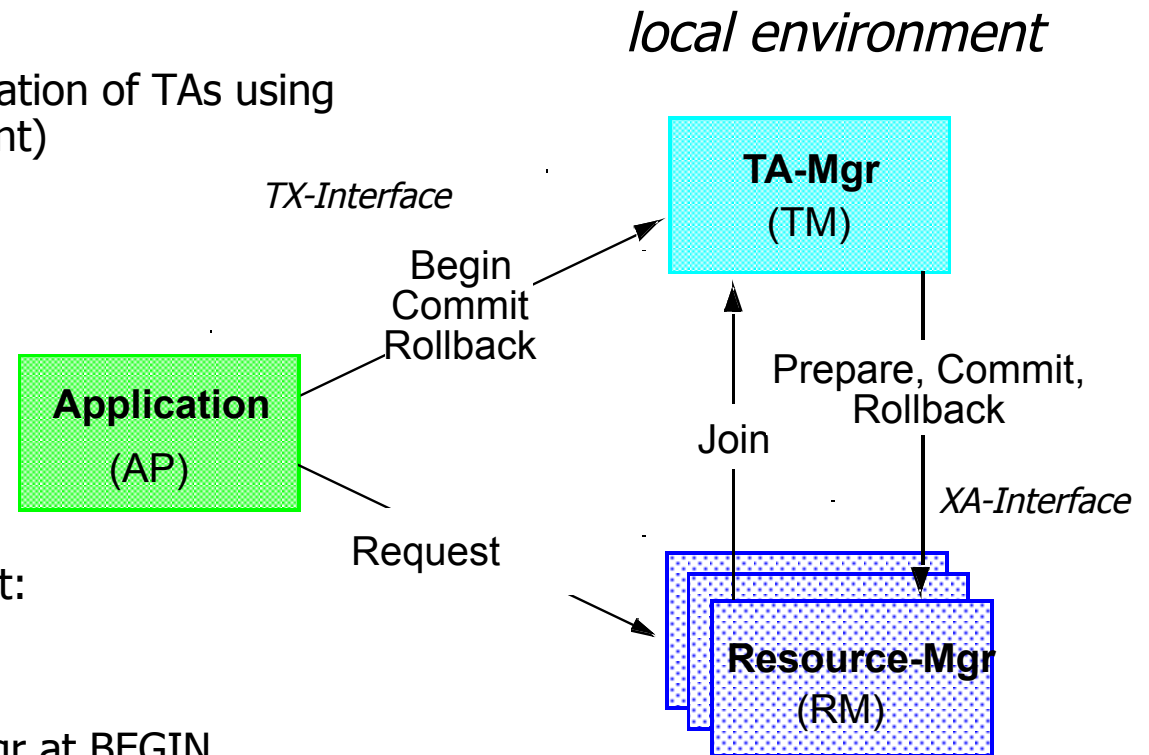 local environment
ation of TAs using
nt)
TA-Mgr
(TM)
TX-Interface
Begin
Commit
Rollback
Application
(AP)
Prepare, Commit,
Rollback
Join
XA-Interface
Request
t:
Resource-Mgr
(RM)
gr at BEGIN